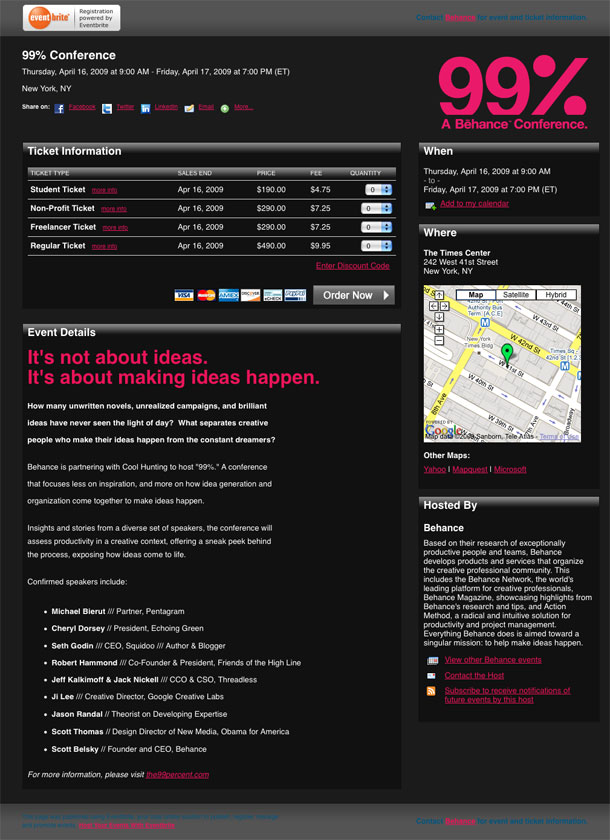 eventbrite
Registration
powered by
Eventbrite
Contact Behance for event and ticket information.
99% Conference
Thursday, April 16, 2009 at 9:00 AM - Friday, April 17, 2009 at 7:00 PM (ET)
New York, NY
Share on: Facebook Twitter LinkedIn Email More...
99%
A Bēhance™ Conference.
Ticket Information
TICKET TYPE SALES END PRICE FEE QUANTITY
Student Ticket more info Apr 16, 2009 $190.00 $4.75 0
Non-Profit Ticket more info Apr 16, 2009 $290.00 $7.25 0
Freelancer Ticket more info Apr 16, 2009 $290.00 $7.25 0
Regular Ticket more info Apr 16, 2009 $490.00 $9.95 0
Enter Discount Code
VISA MasterCard AMEX DISCOVER eCHECK PayPal Order Now
Event Details
It's not about ideas.
It's about making ideas happen.
How many unwritten novels, unrealized campaigns, and brilliant
ideas have never seen the light of day? What separates creative
people who make their ideas happen from the constant dreamers?
Behance is partnering with Cool Hunting to host "99%." A conference
that focuses less on inspiration, and more on how idea generation and
organization come together to make ideas happen.
Insights and stories from a diverse set of speakers, the conference will
assess productivity in a creative context, offering a sneak peek behind
the process, exposing how ideas come to life.
Confirmed speakers include:
• Michael Bierut /// Partner, Pentagram
• Cheryl Dorsey // President, Echoing Green
• Seth Godin /// CEO, Squidoo /// Author & Blogger
• Robert Hammond /// Co-Founder & President, Friends of the High Line
• Jeff Kalikimoff & Jack Nickell /// CCO & CSO, Threadless
• Ji Lee /// Creative Director, Google Creative Labs
• Jason Randal // Theorist on Developing Expertise
• Scott Thomas // Design Director of New Media, Obama for America
• Scott Belsky // Founder and CEO, Behance
For more information, please visit the99percent.com
When
Thursday, April 16, 2009 at 9:00 AM
- to -
Friday, April 17, 2009 at 7:00 PM (ET)
Add to my calendar
Where
The Times Center
242 West 41st Street
New York, NY
Map Satellite Hybrid
Port
Authority Bus
Term. [A,C,E]
W 44th St
W 43rd St
New York
Times Bldg
W 42nd St
Times Sq -
42nd St
W 41st St
W 40th St
W 39th St
8th Ave
Broadway
POWERED BY
Google
Map data ©2009 Sanborn, Tele Atlas - Terms of Use
Other Maps:
Yahoo | Mapquest | Microsoft
Hosted By
Behance
Based on their research of exceptionally
productive people and teams, Behance
develops products and services that organize
the creative professional community. This
includes the Behance Network, the world's
leading platform for creative professionals,
Behance Magazine, showcasing highlights from
Behance's research and tips, and Action
Method, a radical and intuitive solution for
productivity and project management.
Everything Behance does is aimed toward a
singular mission: to help make ideas happen.
View other Behance events
Contact the Host
Subscribe to receive notifications of
future events by this host
Contact Behance for event and ticket information.